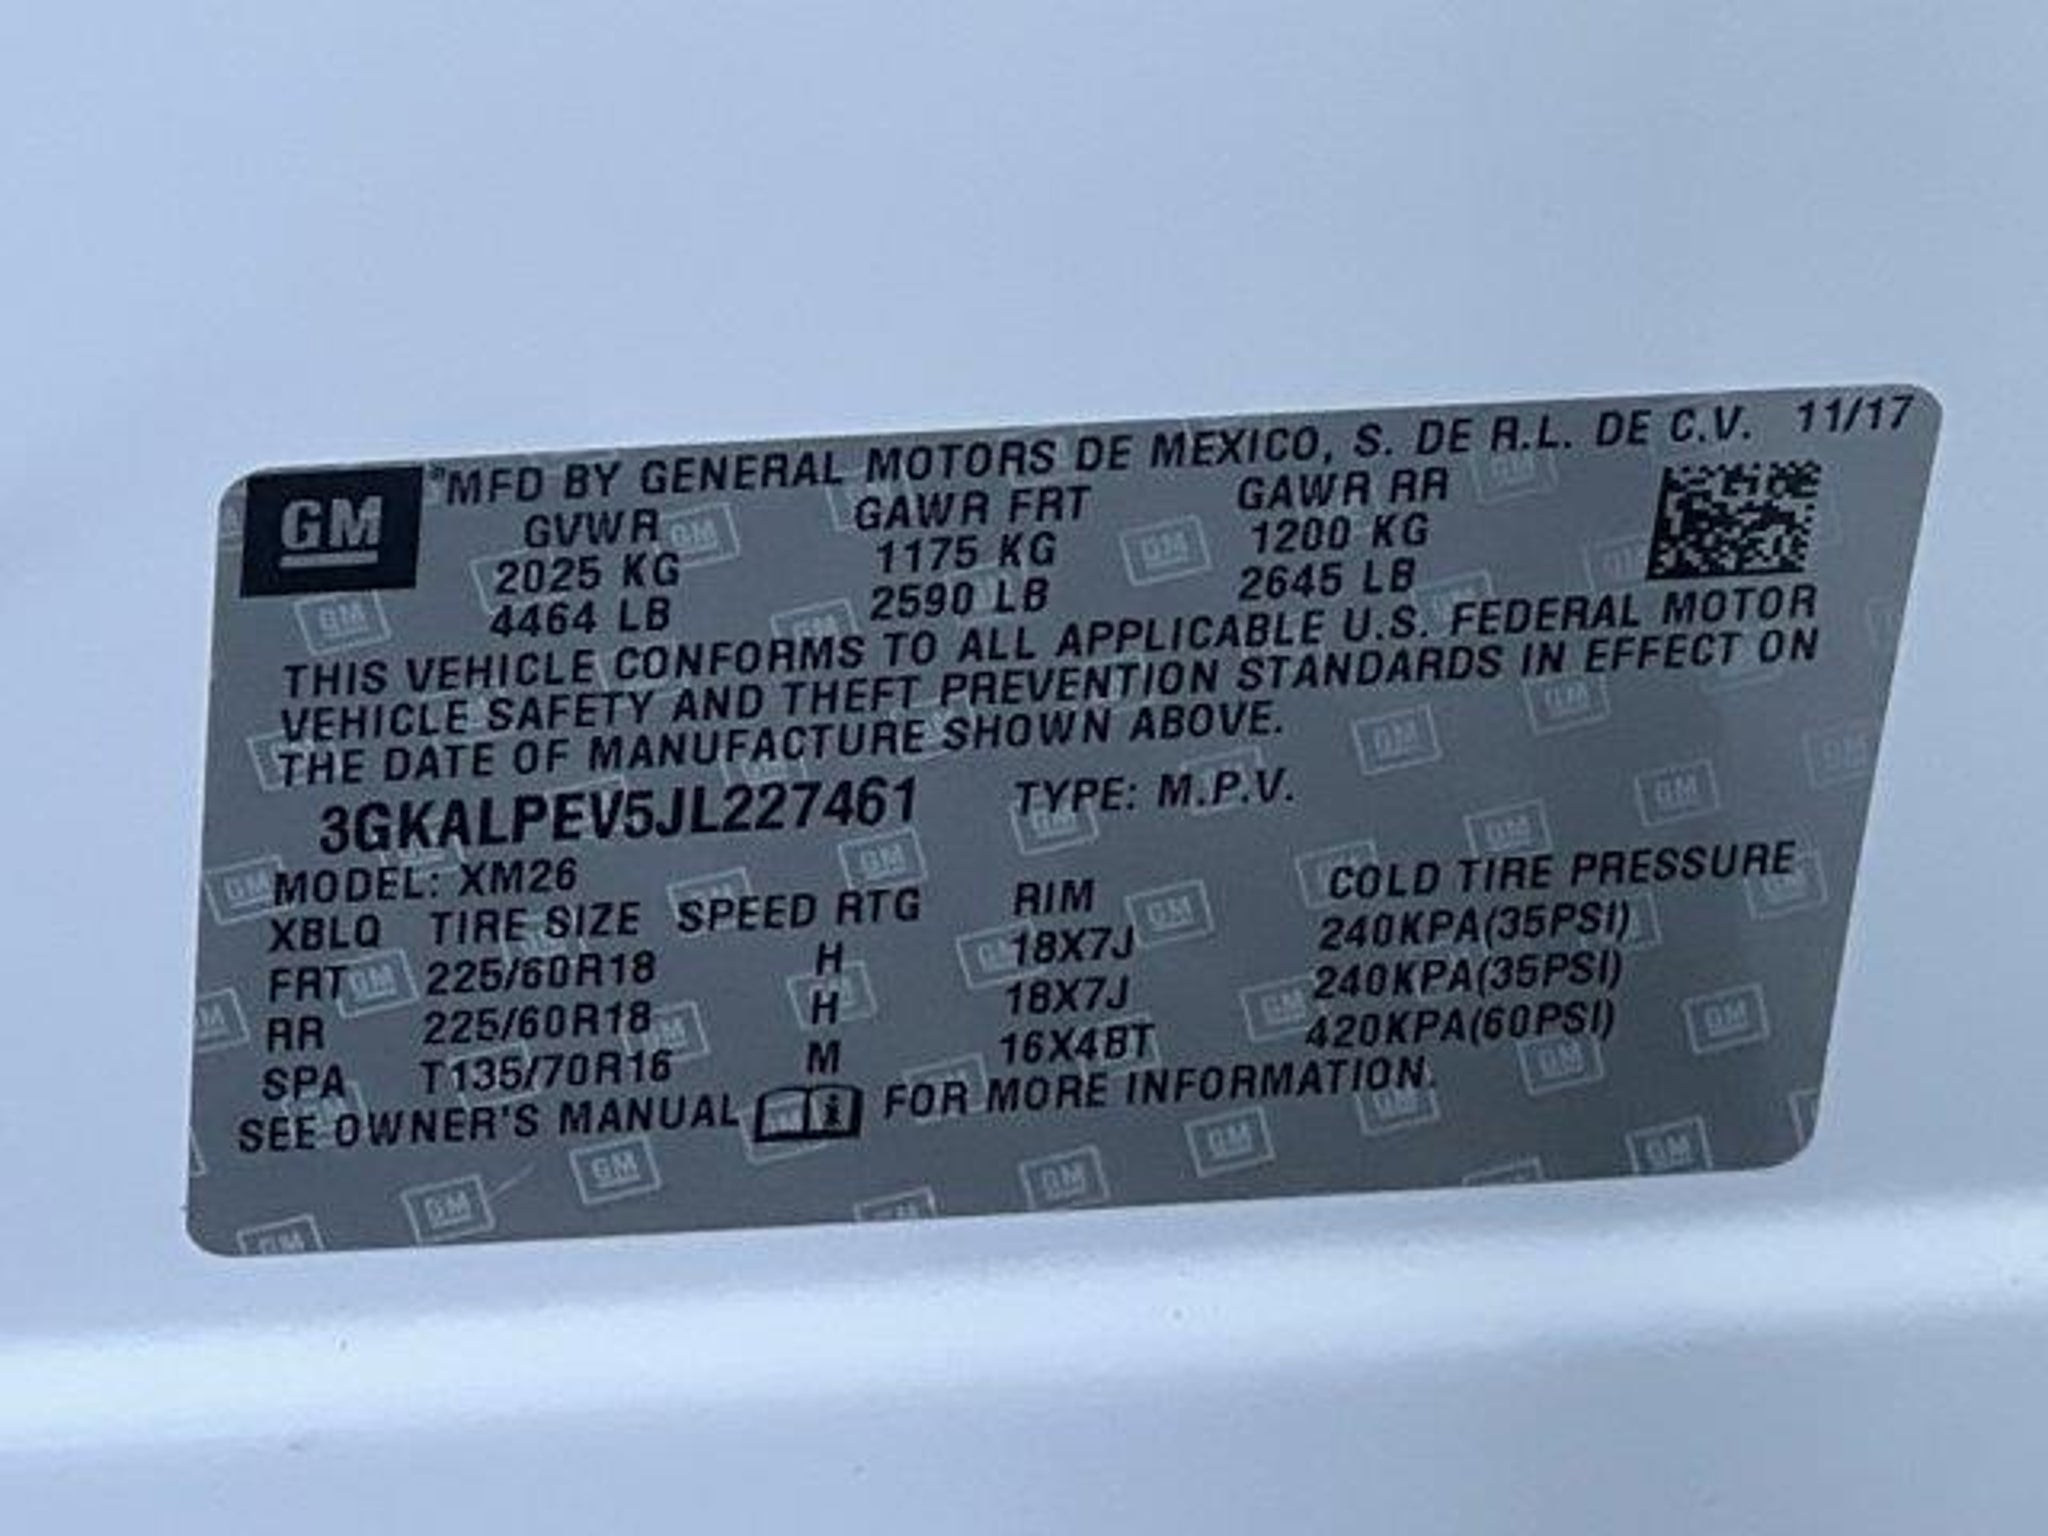 GM
MFD BY GENERAL MOTORS DE MEXICO, S. DE R.L. DE C.V. 11/17
GVWR GAWR FRT GAWR RR
2025 KG 1175 KG 1200 KG
4464 LB 2590 LB 2645 LB
THIS VEHICLE CONFORMS TO ALL APPLICABLE U.S. FEDERAL MOTOR
VEHICLE SAFETY AND THEFT PREVENTION STANDARDS IN EFFECT ON
THE DATE OF MANUFACTURE SHOWN ABOVE.
3GKALPEV5JL227461 TYPE: M.P.V.
MODEL: XM26
XBLQ TIRE SIZE SPEED RTG RIM COLD TIRE PRESSURE
FRT 225/60R18 H 18X7J 240KPA(35PSI)
RR 225/60R18 H 18X7J 240KPA(35PSI)
SPA T135/70R16 M 16X4BT 420KPA(60PSI)
SEE OWNER'S MANUAL i FOR MORE INFORMATION.